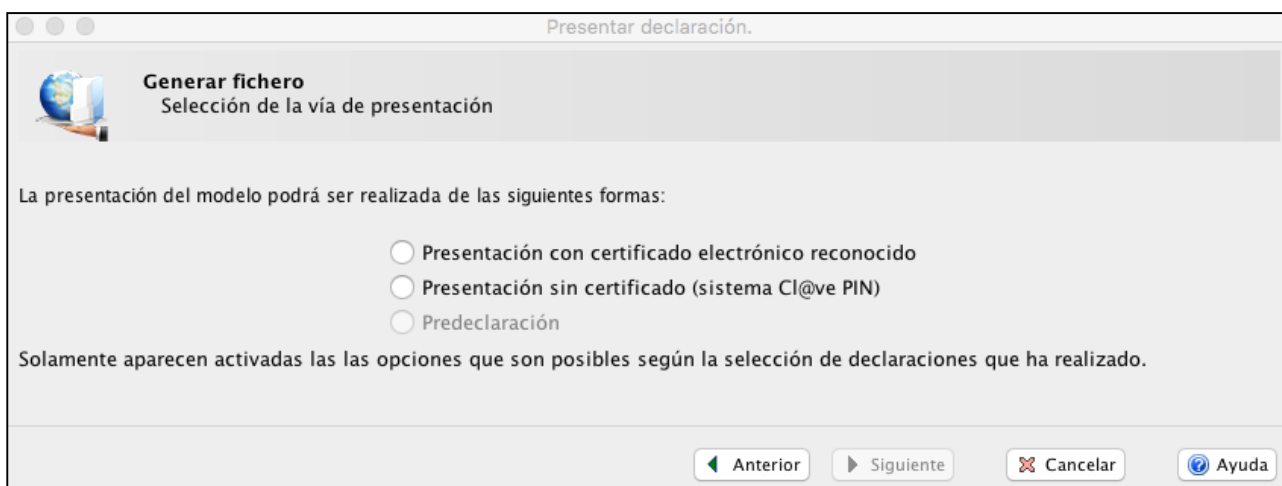 Presentar declaración.
Generar fichero
Selección de la vía de presentación
La presentación del modelo podrá ser realizada de las siguientes formas:
Presentación con certificado electrónico reconocido
Presentación sin certificado (sistema Cl@ve PIN)
Predeclaración
Solamente aparecen activadas las las opciones que son posibles según la selección de declaraciones que ha realizado.
Anterior Siguiente Cancelar Ayuda